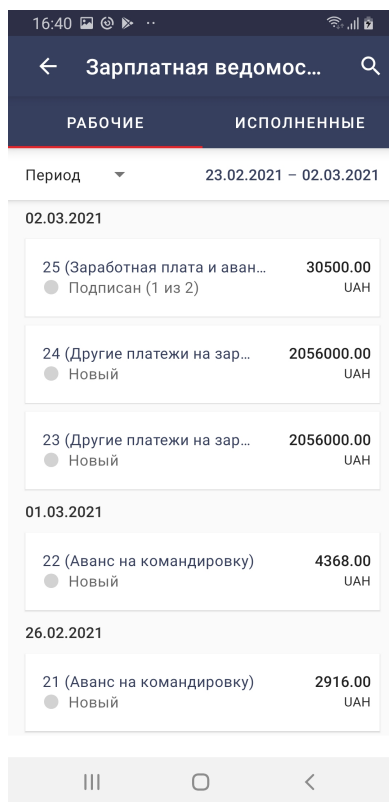 16:40
Зарплатная ведомос...
РАБОЧИЕ ИСПОЛНЕННЫЕ
Период 23.02.2021 – 02.03.2021
02.03.2021
25 (Заработная плата и аван... 30500.00
Подписан (1 из 2) UAH
24 (Другие платежи на зар... 2056000.00
Новый UAH
23 (Другие платежи на зар... 2056000.00
Новый UAH
01.03.2021
22 (Аванс на командировку) 4368.00
Новый UAH
26.02.2021
21 (Аванс на командировку) 2916.00
Новый UAH